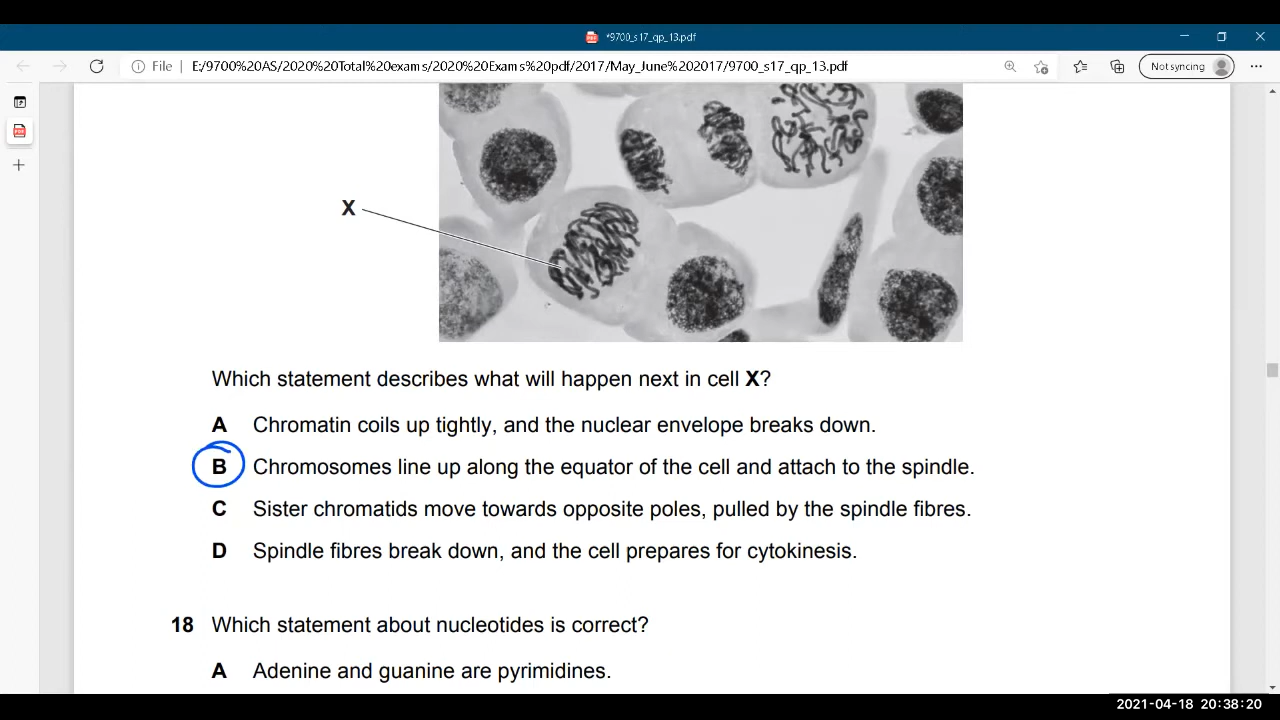 *9700_s17_qp_13.pdf
File | E:/9700%20AS/2020%20Total%20exams/2020%20Exams%20pdf/2017/May_June%202017/9700_s17_qp_13.pdf
Not syncing
X
Which statement describes what will happen next in cell X?
A Chromatin coils up tightly, and the nuclear envelope breaks down.
B Chromosomes line up along the equator of the cell and attach to the spindle.
C Sister chromatids move towards opposite poles, pulled by the spindle fibres.
D Spindle fibres break down, and the cell prepares for cytokinesis.
18 Which statement about nucleotides is correct?
A Adenine and guanine are pyrimidines.
2021-04-18 20:38:20